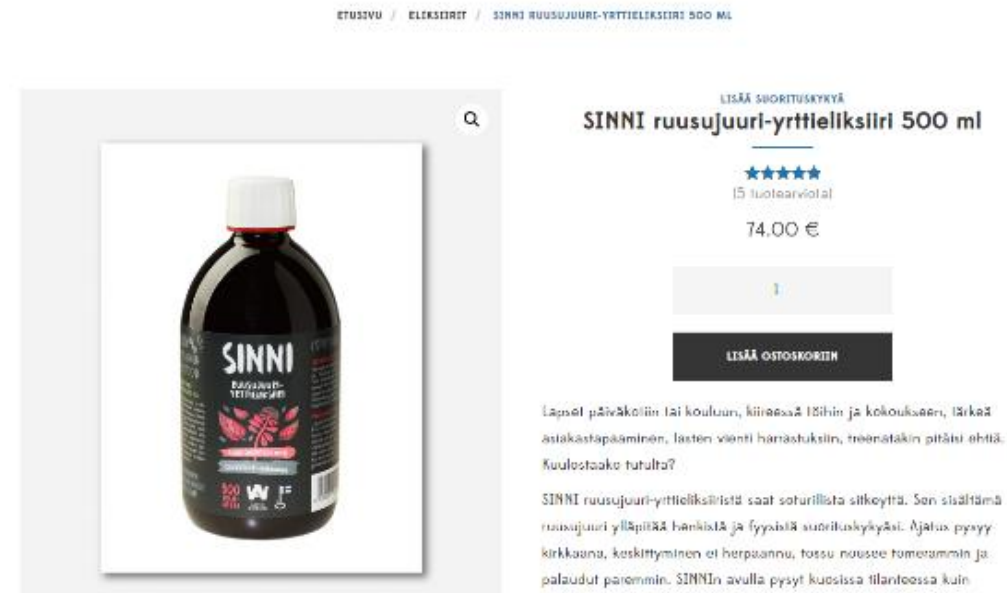 ETUSIVU / ELIKSIIRIT / SINNI RUUSUJUURI-YRTTIELIKSIIRI 500 ML
LISÄÄ SUORITUSKYKYÄ
SINNI ruusujuuri-yrttieliksiiri 500 ml
(5 tuotearviota)
74.00 €
1
LISÄÄ OSTOSKORIIN
Lapset päiväkotiin tai kouluun, kiireessä töihin ja kokoukseen, tärkeä
asiakastapaaminen, lasten vienti harrastuksiin, treenatakin pitäisi ehtiä.
Kuulostaako tutulta?
SINNI ruusujuuri-yrttieliksiiristä saat soturillista sitkeyttä. Sen sisältämä
ruusujuuri ylläpitää henkistä ja fyysistä suorituskykyäsi. Ajatus pysyy
kirkkaana, keskittyminen ei herpaannu, tossu nousee tomerammin ja
palaudut paremmin. SINNIn avulla pysyt kuosissa tilanteessa kuin
SINNI
RUUSUJUURI-
YRTTIELIKSIIRI
500